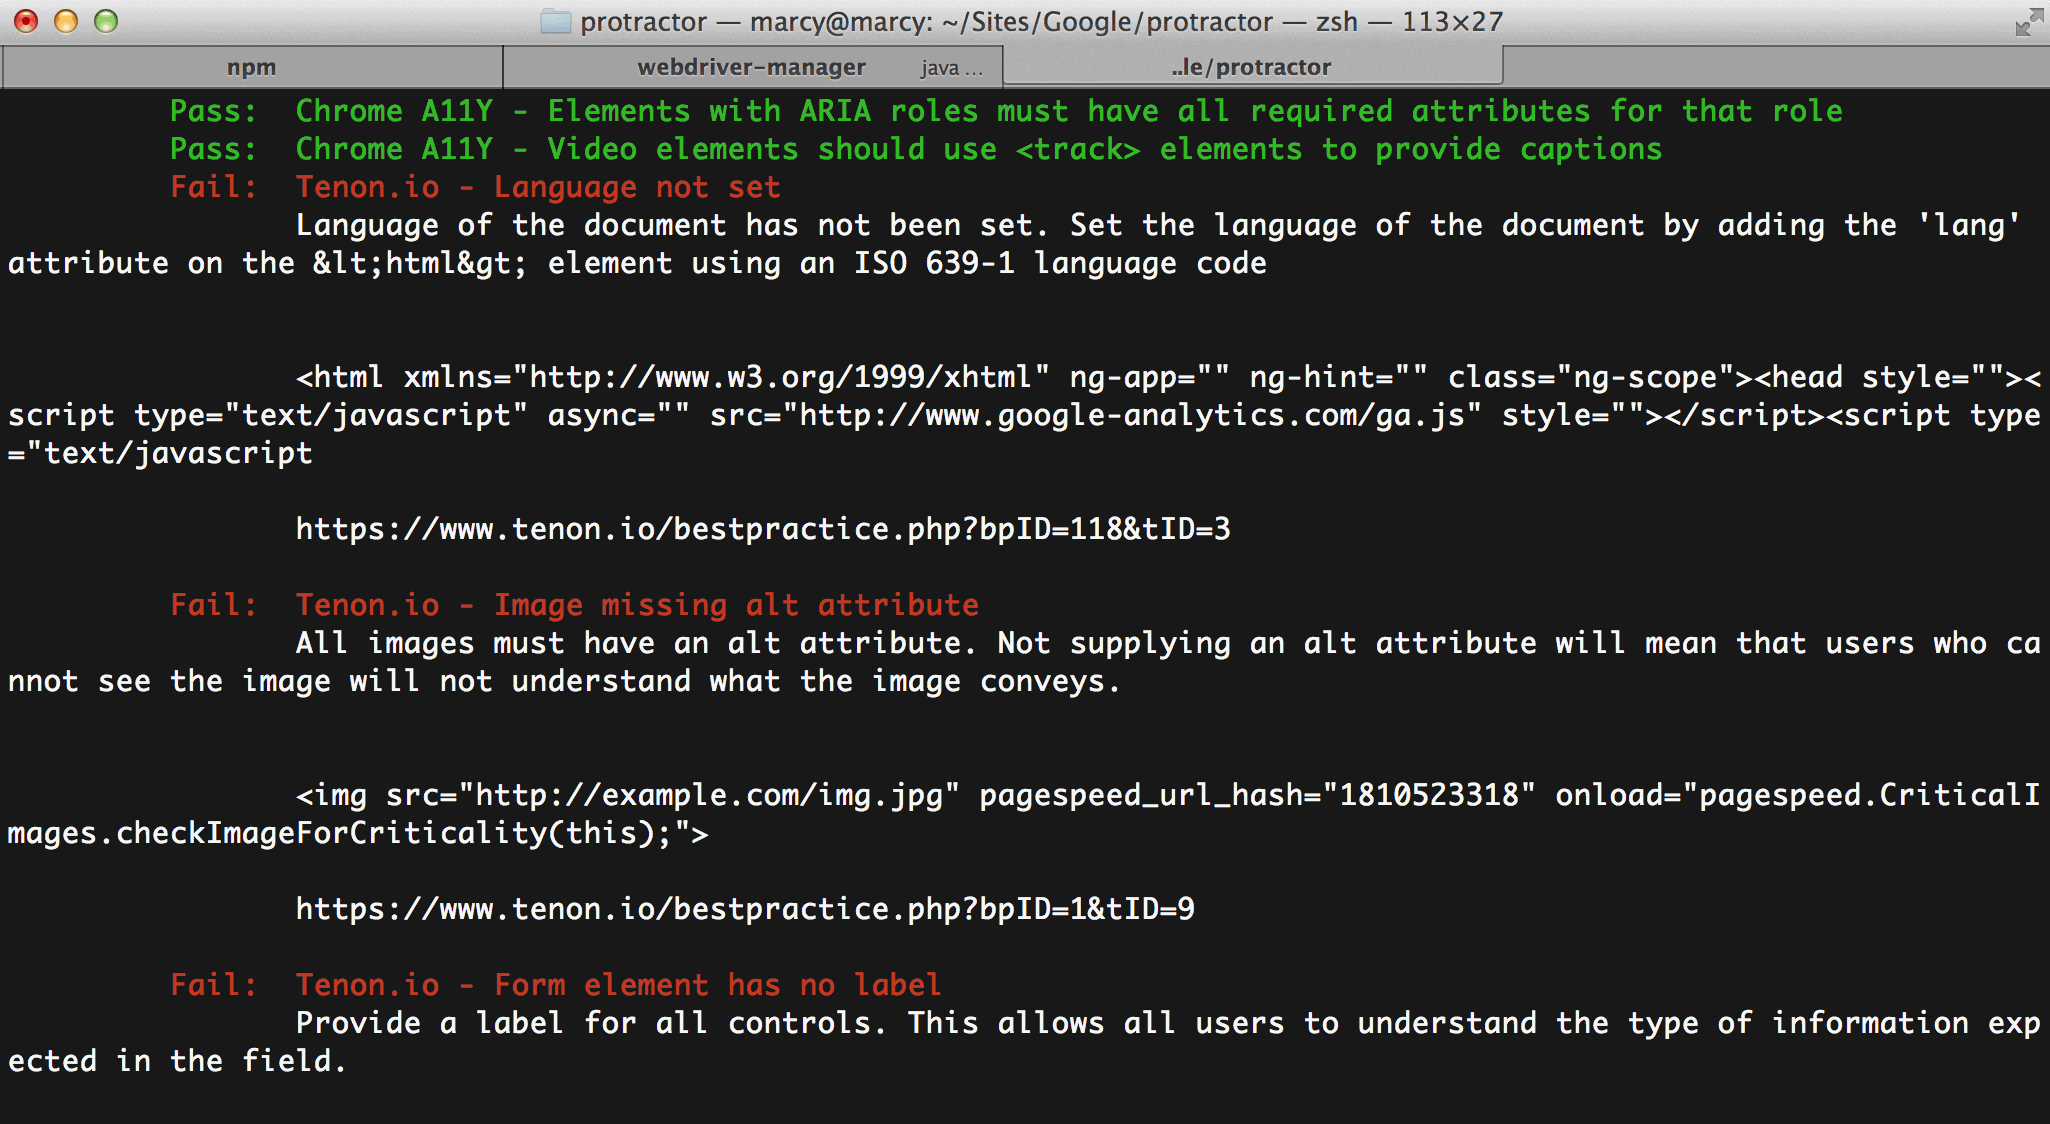 protractor — marcy@marcy: ~/Sites/Google/protractor — zsh — 113×27
npm webdriver-manager java ... ..le/protractor
Pass: Chrome A11Y - Elements with ARIA roles must have all required attributes for that role
Pass: Chrome A11Y - Video elements should use <track> elements to provide captions
Fail: Tenon.io - Language not set
Language of the document has not been set. Set the language of the document by adding the 'lang'
attribute on the &lt;html&gt; element using an ISO 639-1 language code
<html xmlns="http://www.w3.org/1999/xhtml" ng-app="" ng-hint="" class="ng-scope"><head style=""><
script type="text/javascript" async="" src="http://www.google-analytics.com/ga.js" style=""></script><script type
="text/javascript
https://www.tenon.io/bestpractice.php?bpID=118&tID=3
Fail: Tenon.io - Image missing alt attribute
All images must have an alt attribute. Not supplying an alt attribute will mean that users who ca
nnot see the image will not understand what the image conveys.
<img src="http://example.com/img.jpg" pagespeed_url_hash="1810523318" onload="pagespeed.CriticalI
mages.checkImageForCriticality(this);">
https://www.tenon.io/bestpractice.php?bpID=1&tID=9
Fail: Tenon.io - Form element has no label
Provide a label for all controls. This allows all users to understand the type of information exp
ected in the field.